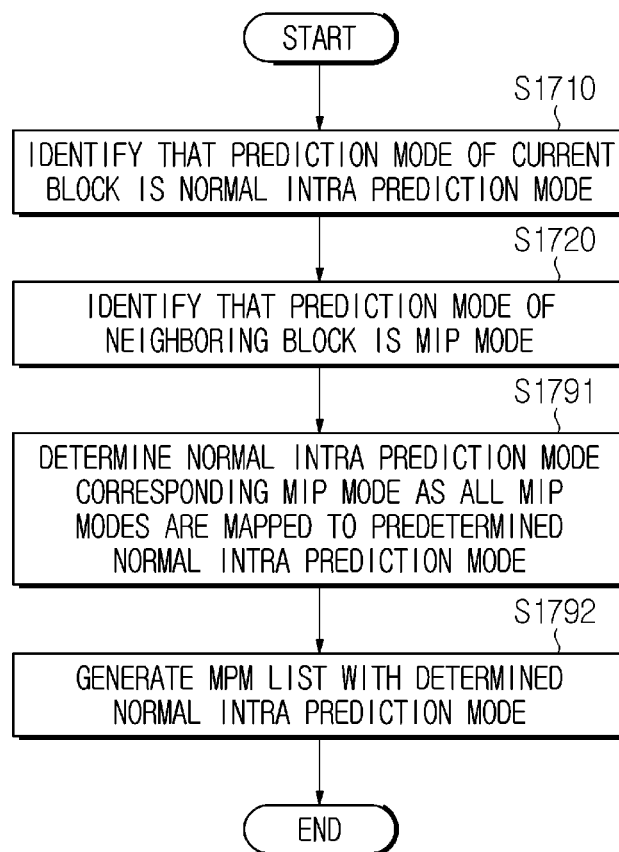 START
S1710
IDENTIFY THAT PREDICTION MODE OF CURRENT
BLOCK IS NORMAL INTRA PREDICTION MODE
S1720
IDENTIFY THAT PREDICTION MODE OF
NEIGHBORING BLOCK IS MIP MODE
S1791
DETERMINE NORMAL INTRA PREDICTION MODE
CORRESPONDING MIP MODE AS ALL MIP
MODES ARE MAPPED TO PREDETERMINED
NORMAL INTRA PREDICTION MODE
S1792
GENERATE MPM LIST WITH DETERMINED
NORMAL INTRA PREDICTION MODE
END